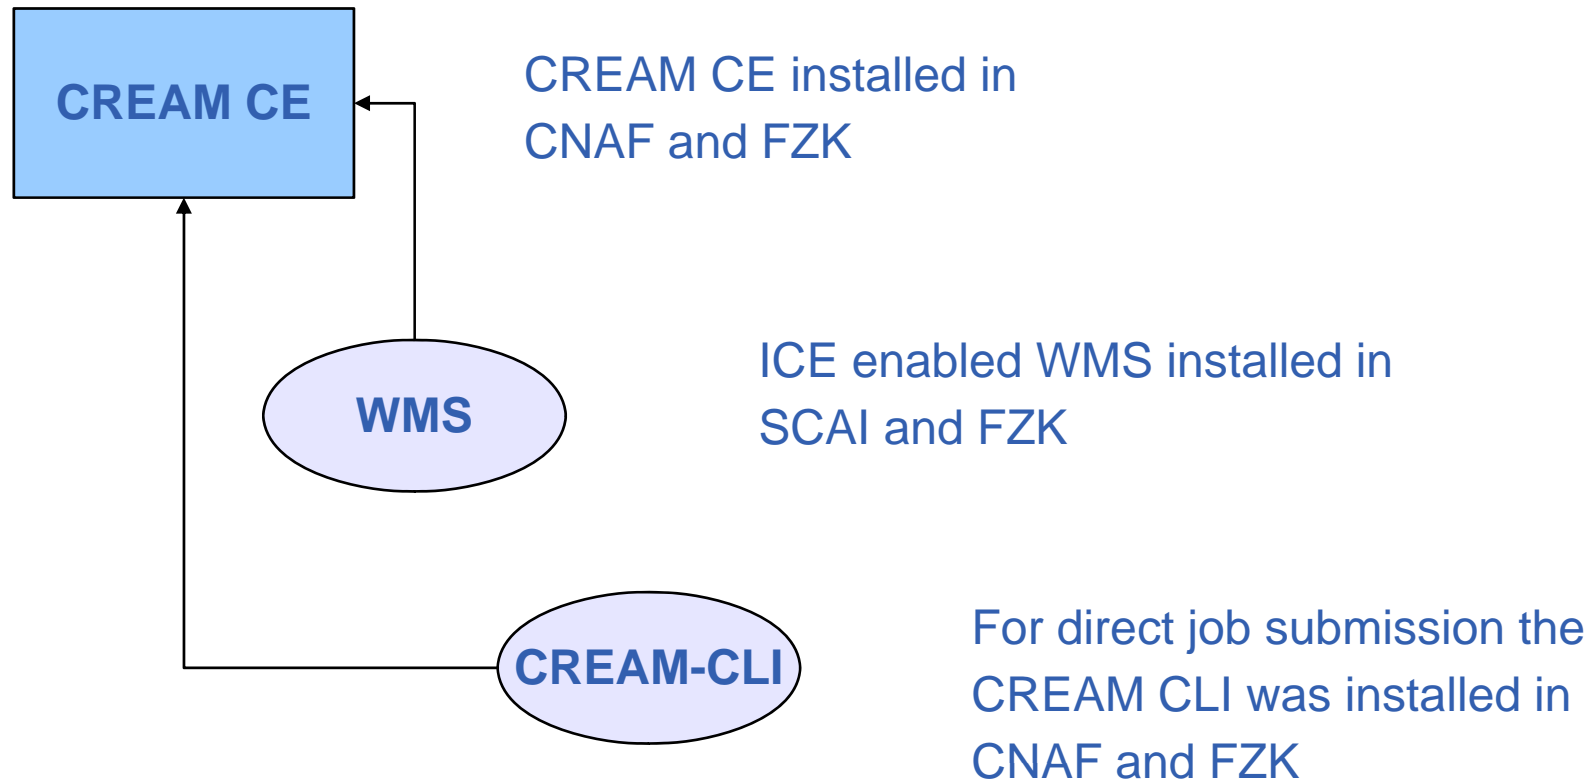 CREAM CE
CREAM CE installed in
CNAF and FZK
WMS
ICE enabled WMS installed in
SCAI and FZK
CREAM-CLI
For direct job submission the
CREAM CLI was installed in
CNAF and FZK